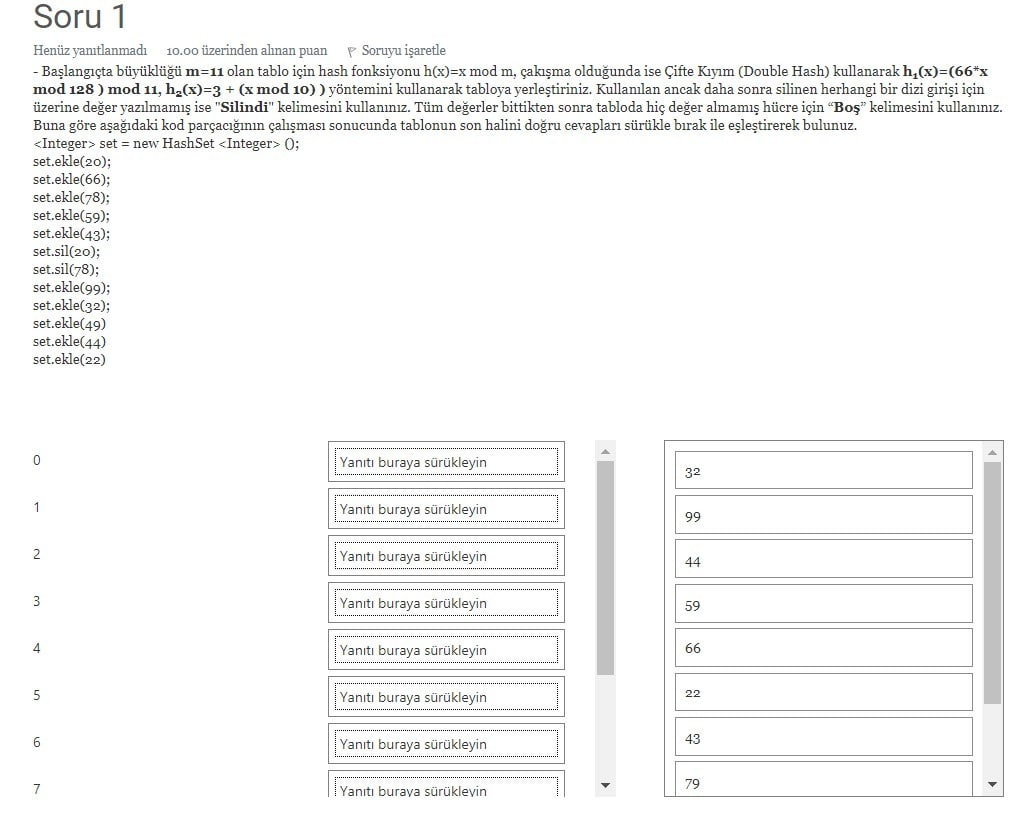 Soru 1
Henüz yanıtlanmadı 10.00 üzerinden alınan puan Soruyu işaretle
- Başlangıçta büyüklüğü m=11 olan tablo için hash fonksiyonu h(x)=x mod m, çakışma olduğunda ise Çifte Kıyım (Double Hash) kullanarak h₁(x)=(66*x
mod 128 ) mod 11, h₂(x)=3 + (x mod 10) ) yöntemini kullanarak tabloya yerleştiriniz. Kullanılan ancak daha sonra silinen herhangi bir dizi girişi için
üzerine değer yazılmamış ise "Silindi" kelimesini kullanınız. Tüm değerler bittikten sonra tabloda hiç değer almamış hücre için “Boş” kelimesini kullanınız.
Buna göre aşağıdaki kod parçacığının çalışması sonucunda tablonun son halini doğru cevapları sürükle bırak ile eşleştirerek bulunuz.
<Integer> set = new HashSet <Integer> ();
set.ekle(20);
set.ekle(66);
set.ekle(78);
set.ekle(59);
set.ekle(43);
set.sil(20);
set.sil(78);
set.ekle(99);
set.ekle(32);
set.ekle(49)
set.ekle(44)
set.ekle(22)
0 Yanıtı buraya sürükleyin 32
1 Yanıtı buraya sürükleyin 99
2 Yanıtı buraya sürükleyin 44
3 Yanıtı buraya sürükleyin 59
4 Yanıtı buraya sürükleyin 66
5 Yanıtı buraya sürükleyin 22
6 Yanıtı buraya sürükleyin 43
7 Yanıtı buraya sürükleyin 79